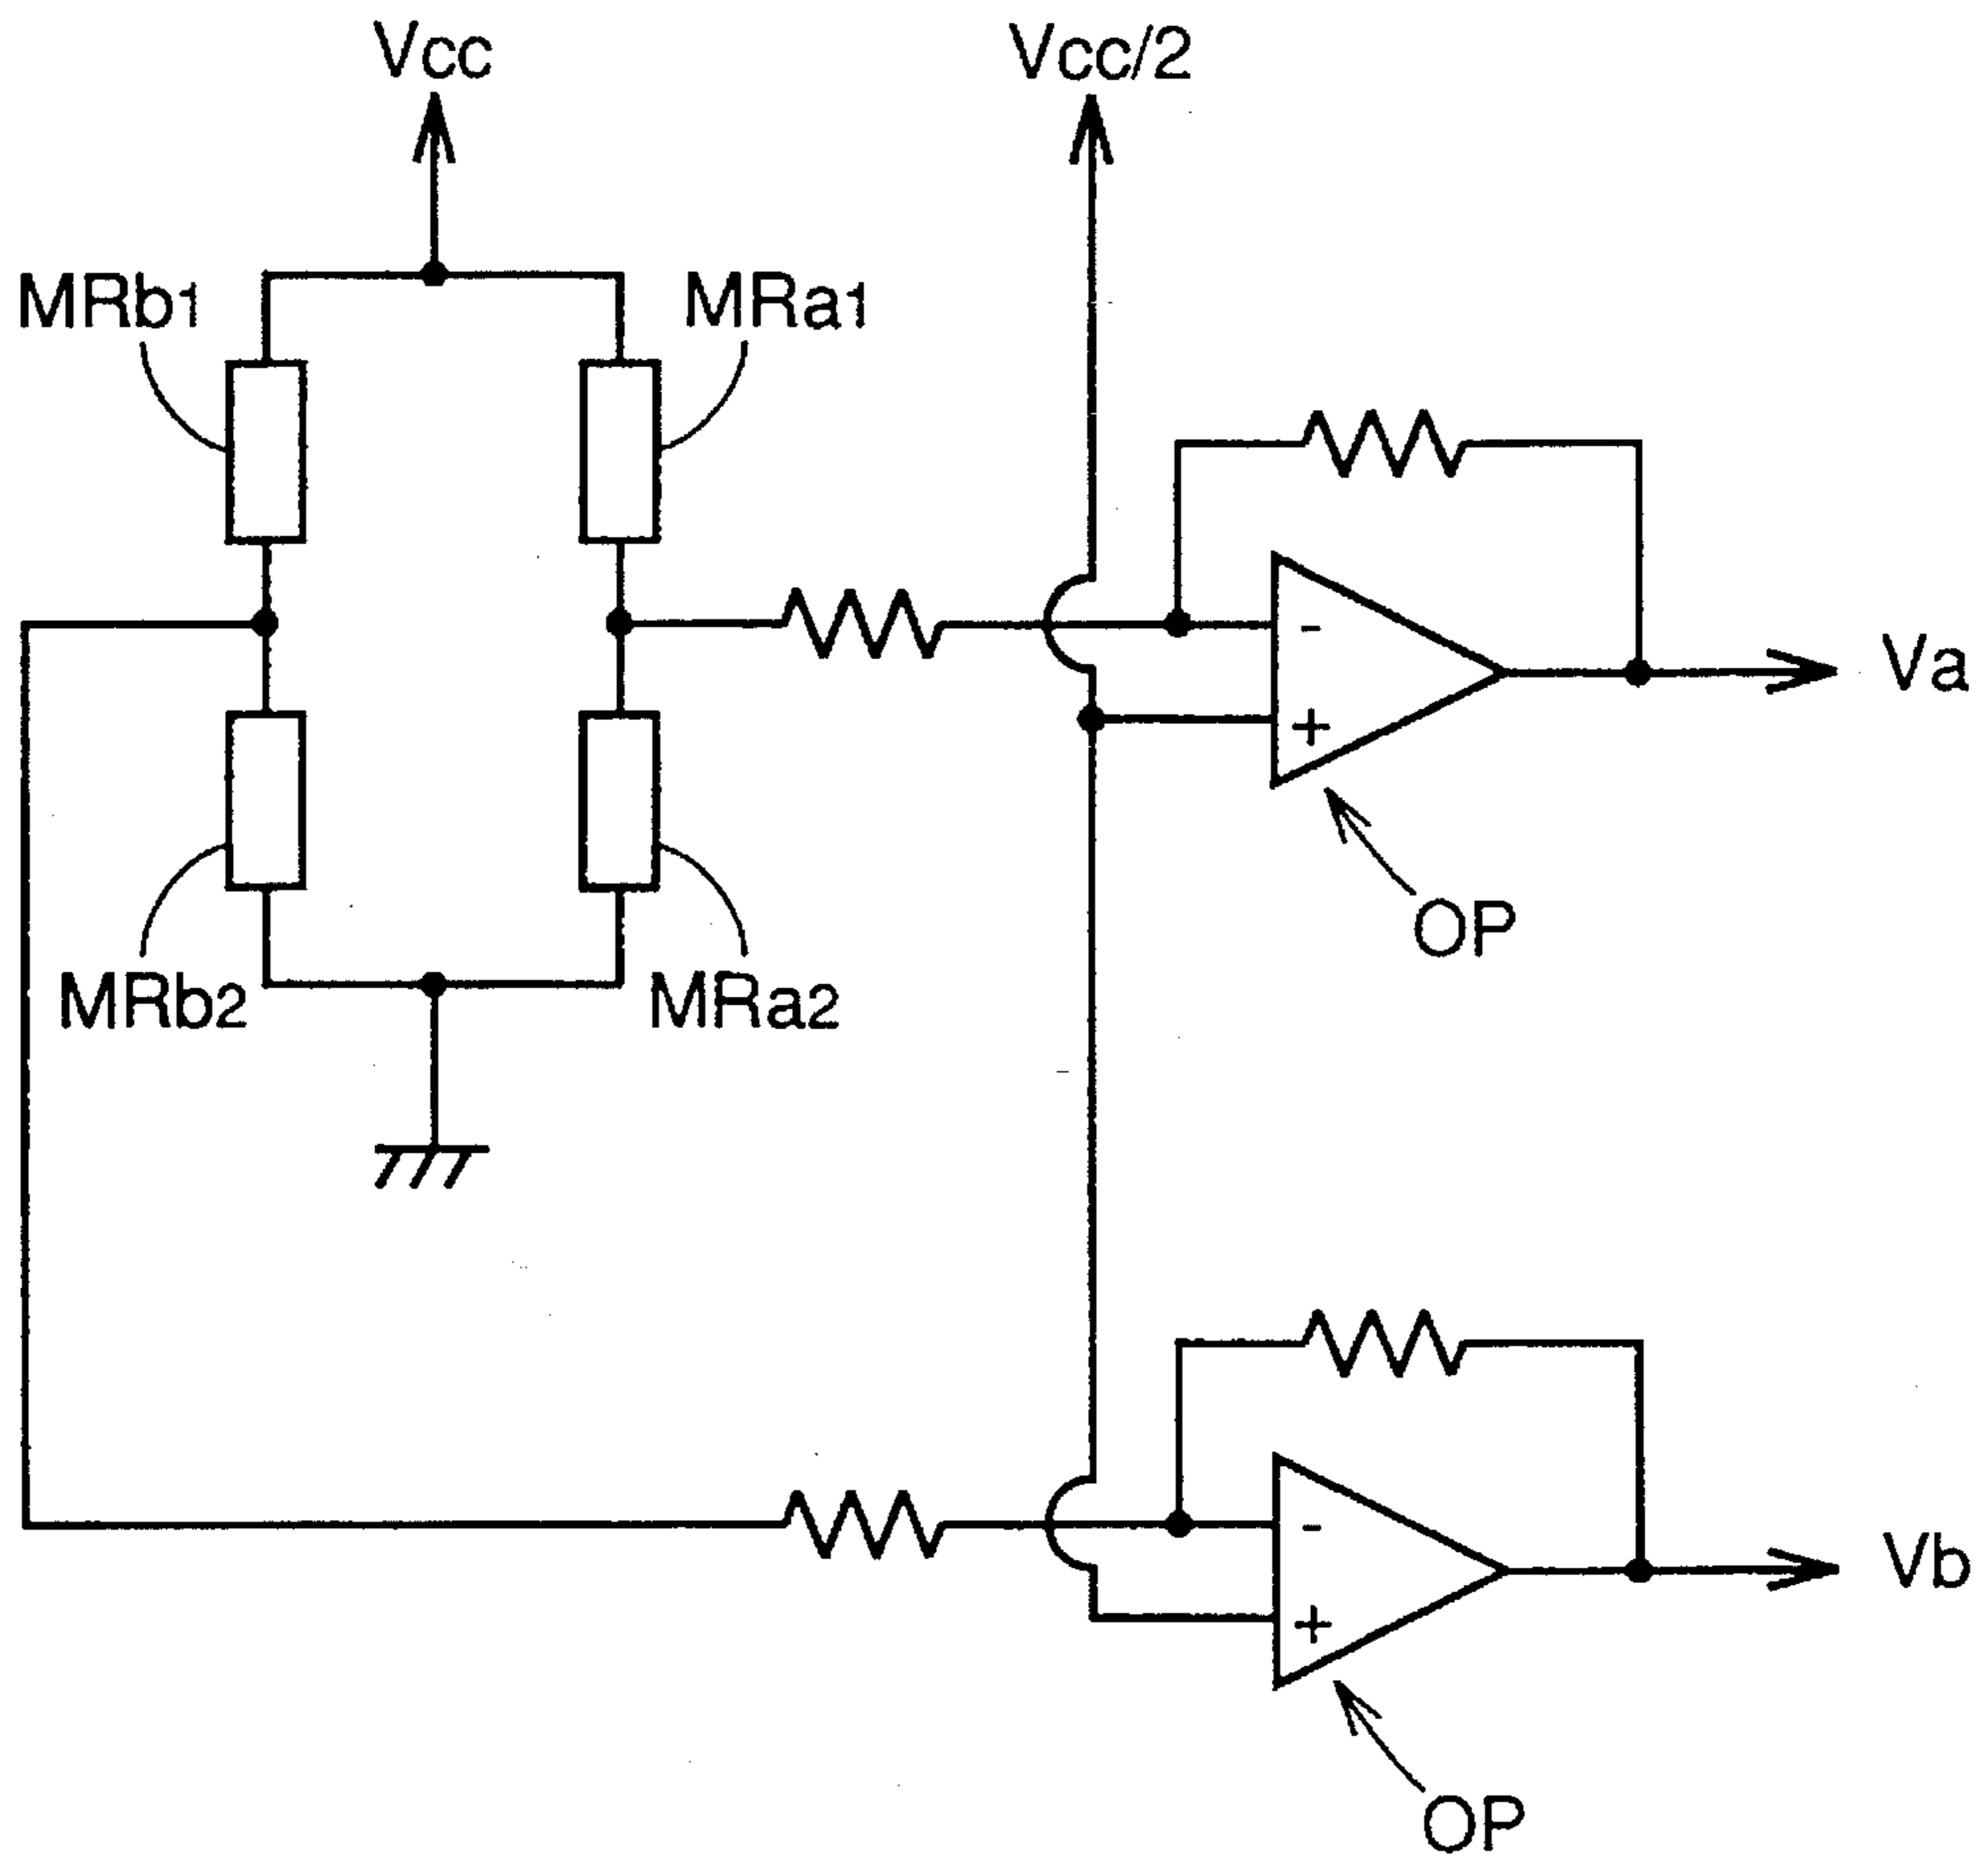 Vcc
Vcc/2
MRb1
MRa1
-
+
Va
OP
MRb2
MRa2
-
+
Vb
OP